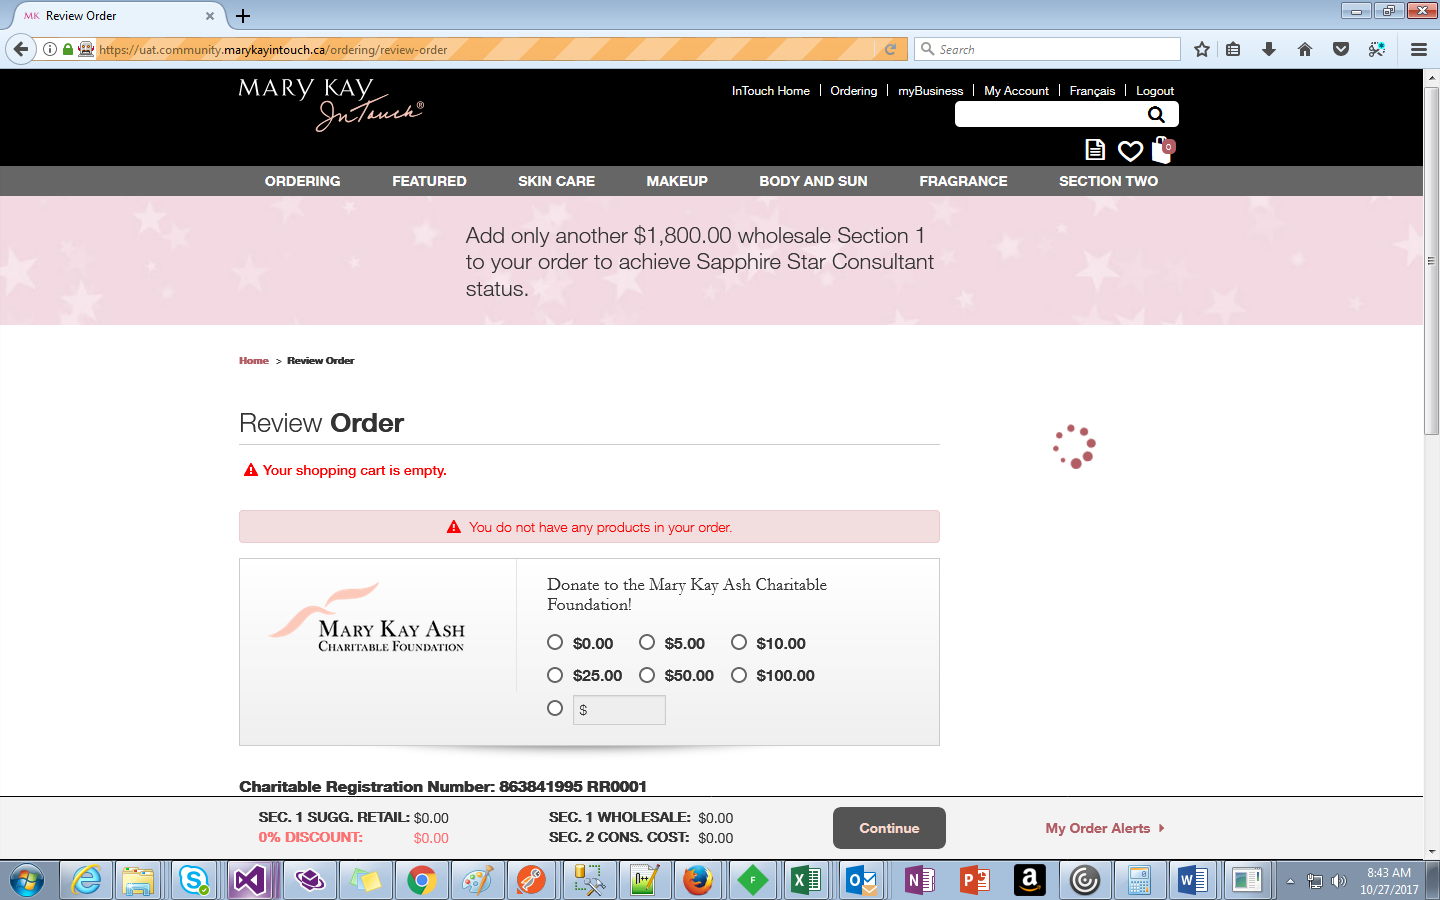 MK Review Order
https://uat.community.marykayintouch.ca/ordering/review-order
Search
MARY KAY
InTouch®
InTouch Home | Ordering | myBusiness | My Account | Français | Logout
0
ORDERING FEATURED SKIN CARE MAKEUP BODY AND SUN FRAGRANCE SECTION TWO
Add only another $1,800.00 wholesale Section 1
to your order to achieve Sapphire Star Consultant
status.
Home > Review Order
Review Order
Your shopping cart is empty.
You do not have any products in your order.
MARY KAY ASH
CHARITABLE FOUNDATION
Donate to the Mary Kay Ash Charitable
Foundation!
$0.00 $5.00 $10.00
$25.00 $50.00 $100.00
$
Charitable Registration Number: 863841995 RR0001
SEC. 1 SUGG. RETAIL: $0.00 SEC. 1 WHOLESALE: $0.00
0% DISCOUNT: $0.00 SEC. 2 CONS. COST: $0.00
Continue
My Order Alerts
8:43 AM
10/27/2017